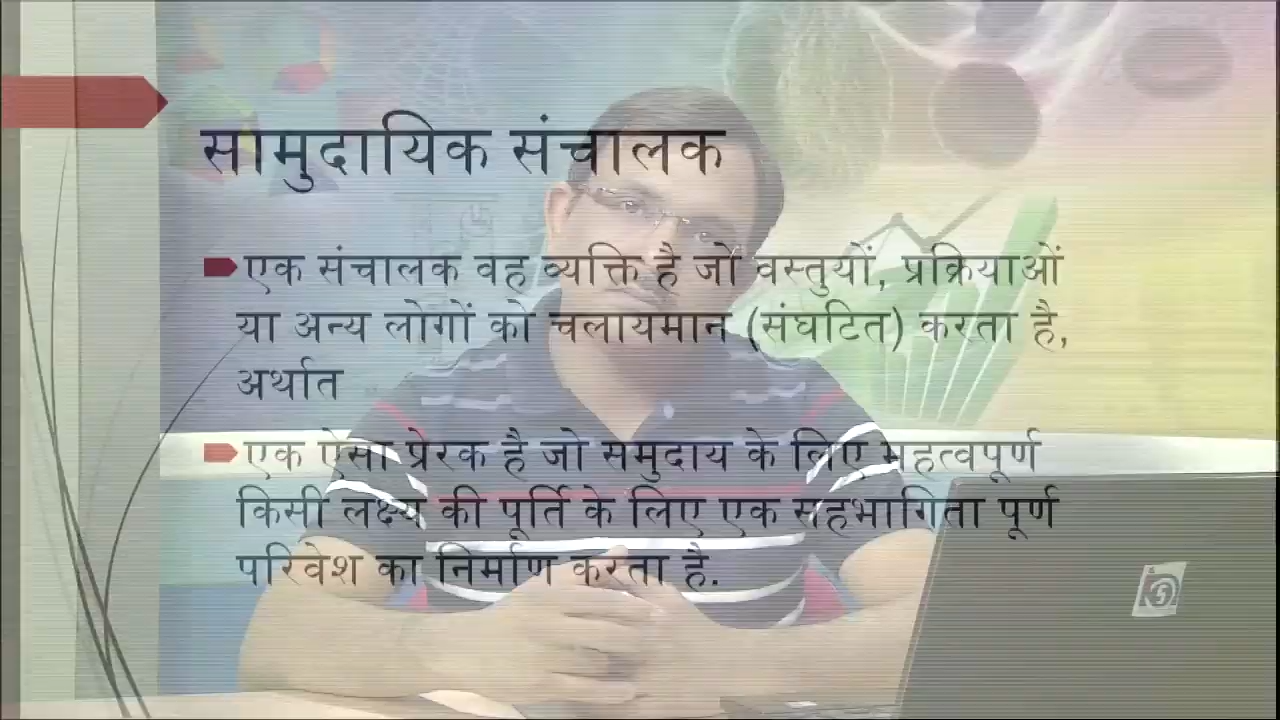 सामुदायिक संचालक
एक संचालक वह व्यक्ति है जो वस्तुयों, प्रक्रियाओं
या अन्य लोगों को चलायमान (संघटित) करता है,
अर्थात
एक ऐसा प्रेरक है जो समुदाय के लिए महत्वपूर्ण
किसी लक्ष्य की पूर्ति के लिए एक सहभागिता पूर्ण
परिवेश का निर्माण करता है.